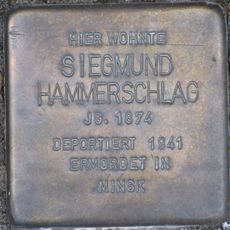 HIER WOHNTE
SIEGMUND
HAMMERSCHLAG
JG. 1874
DEPORTIERT 1941
ERMORDET IN
MINSK